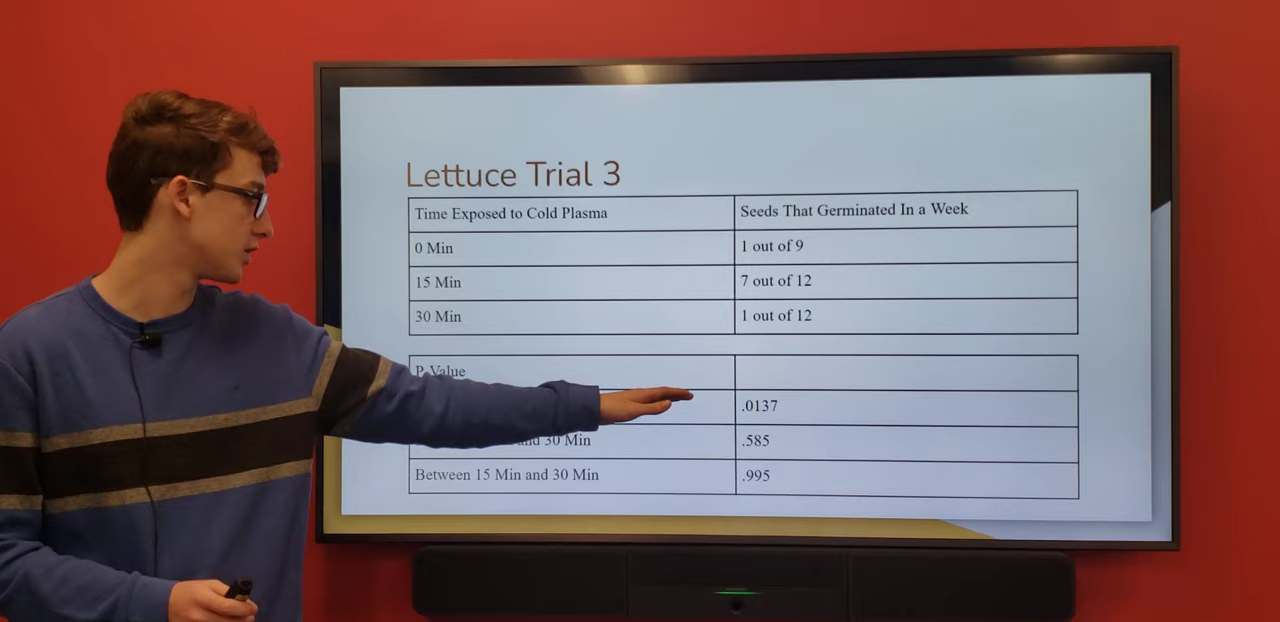 Lettuce Trial 3
Time Exposed to Cold Plasma Seeds That Germinated In a Week
0 Min 1 out of 9
15 Min 7 out of 12
30 Min 1 out of 12
P-Value
.0137
and 30 Min .585
Between 15 Min and 30 Min .995